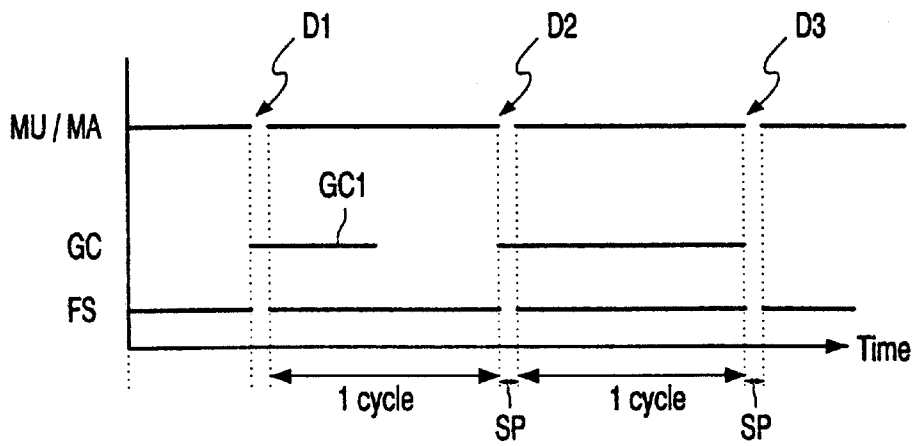 D1 D2 D3
MU / MA
GC1
GC
FS
Time
1 cycle 1 cycle
SP SP